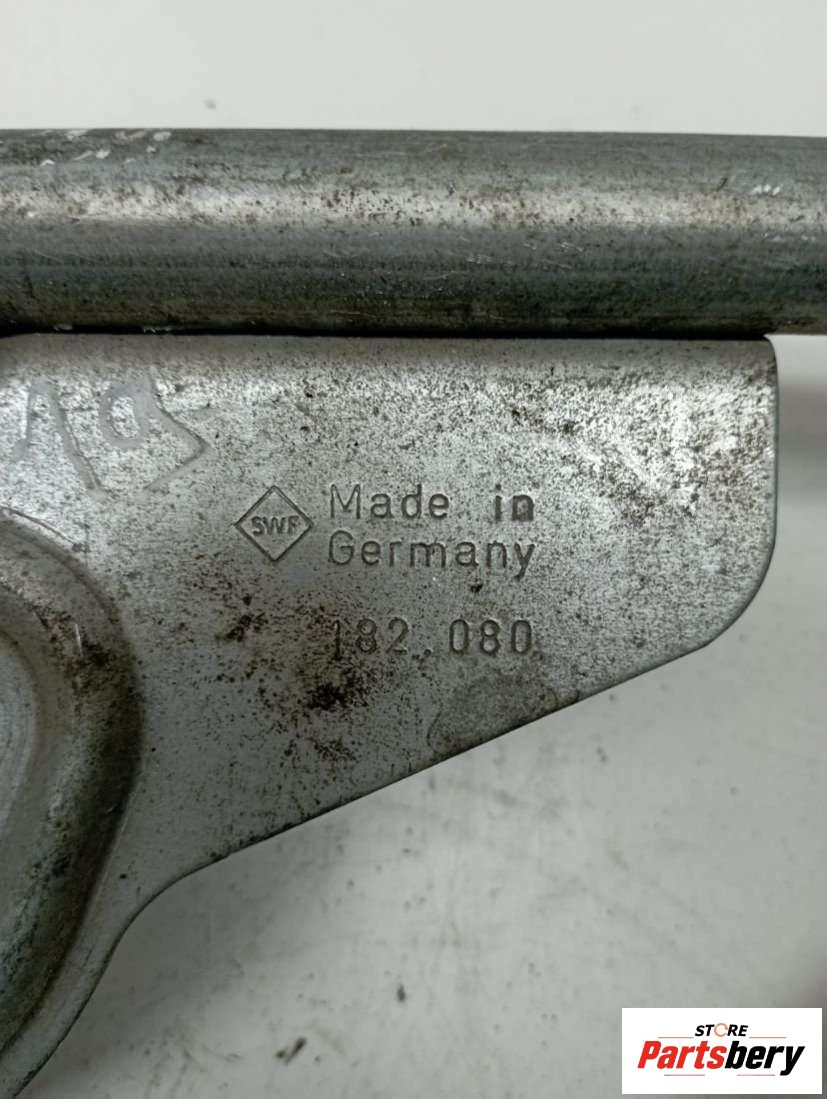 SWF
Made in
Germany
182.080
STORE
Partsbery